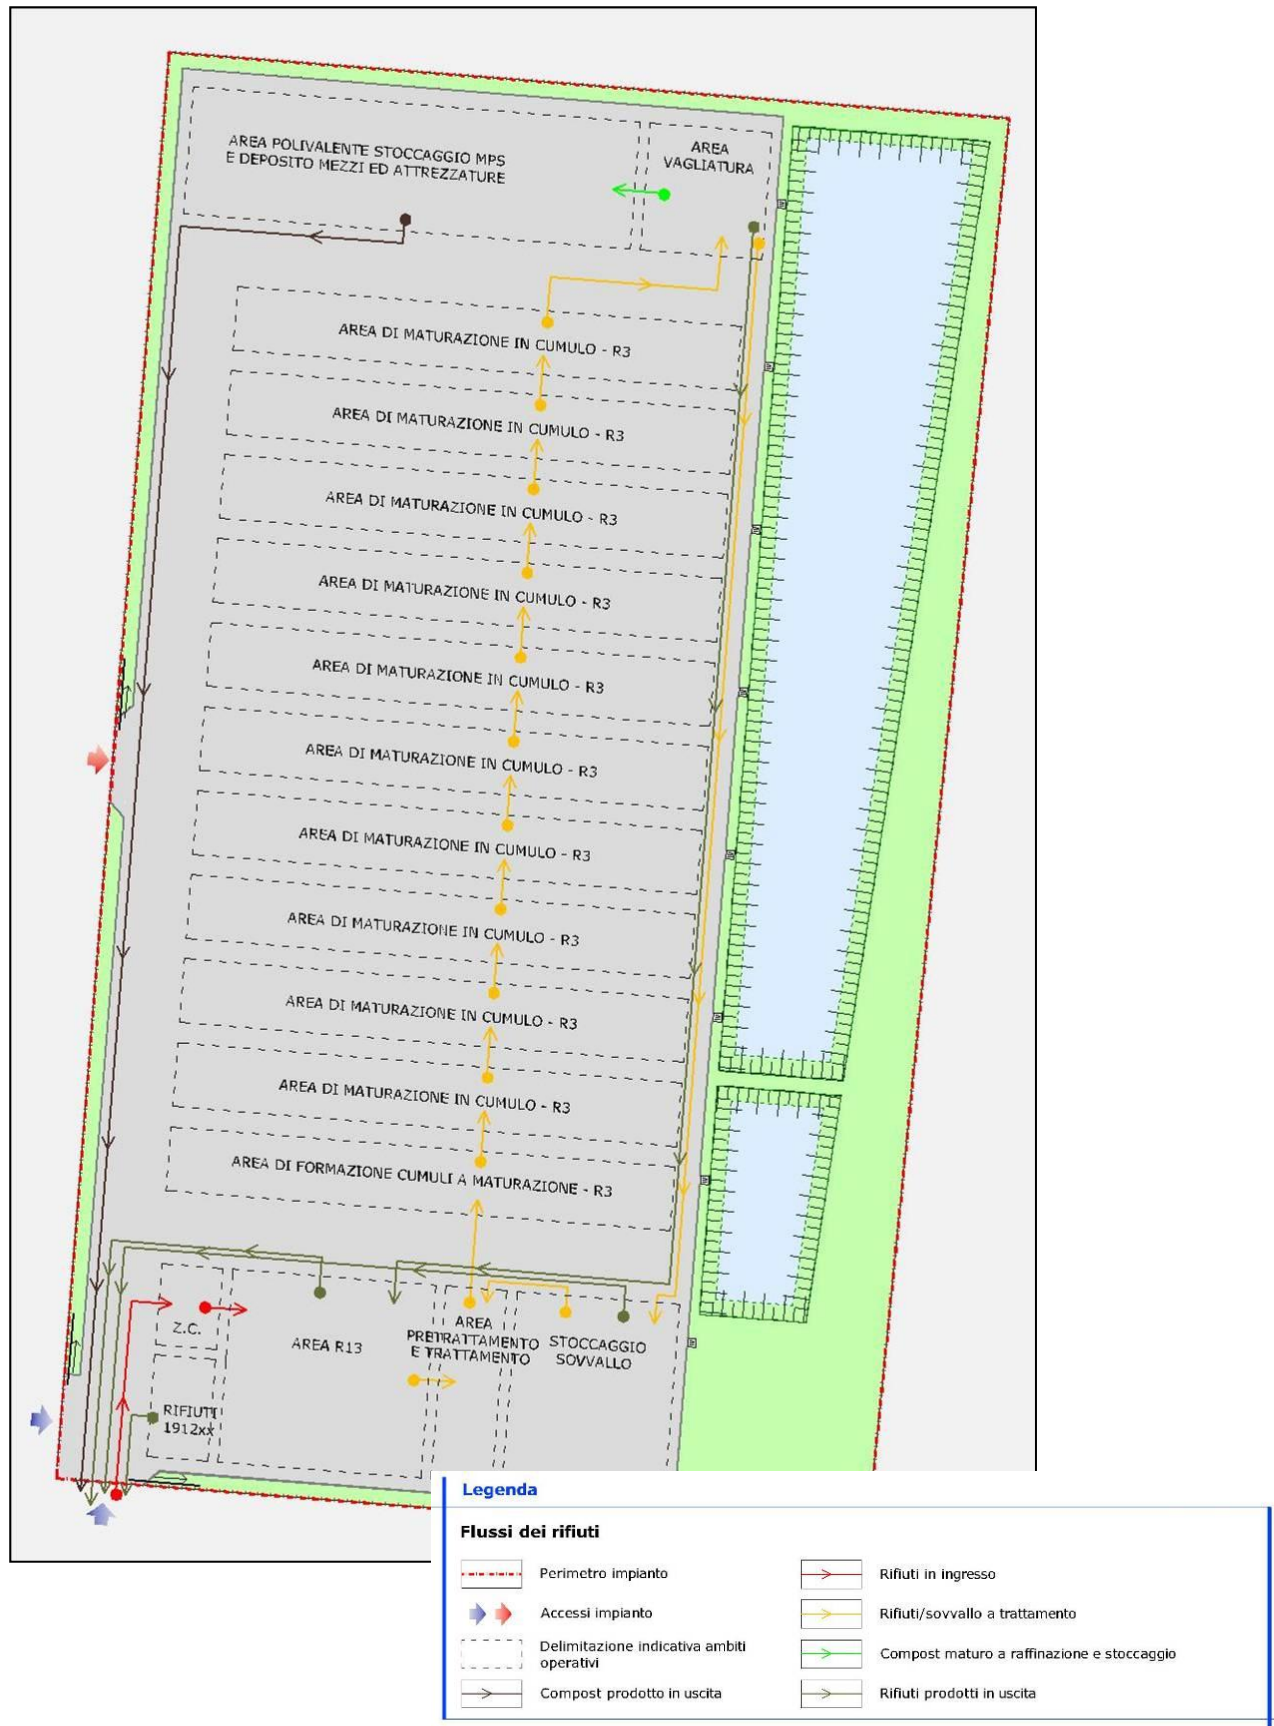 AREA POLIVALENTE STOCCAGGIO MPS
E DEPOSITO MEZZI ED ATTREZZATURE
AREA
VAGLIATURA
AREA DI MATURAZIONE IN CUMULO - R3
AREA DI MATURAZIONE IN CUMULO - R3
AREA DI MATURAZIONE IN CUMULO - R3
AREA DI MATURAZIONE IN CUMULO - R3
AREA DI MATURAZIONE IN CUMULO - R3
AREA DI MATURAZIONE IN CUMULO - R3
AREA DI MATURAZIONE IN CUMULO - R3
AREA DI MATURAZIONE IN CUMULO - R3
AREA DI MATURAZIONE IN CUMULO - R3
AREA DI MATURAZIONE IN CUMULO - R3
AREA DI FORMAZIONE CUMULI A MATURAZIONE - R3
Z.C.
AREA R13
AREA
PRETRATTAMENTO
E TRATTAMENTO
STOCCAGGIO
SOVVALLO
RIFIUTI
1912xx
Legenda
Flussi dei rifiuti
Perimetro impianto
Accessi impianto
Delimitazione indicativa ambiti
operativi
Compost prodotto in uscita
Rifiuti in ingresso
Rifiuti/sovvallo a trattamento
Compost maturo a raffinazione e stoccaggio
Rifiuti prodotti in uscita